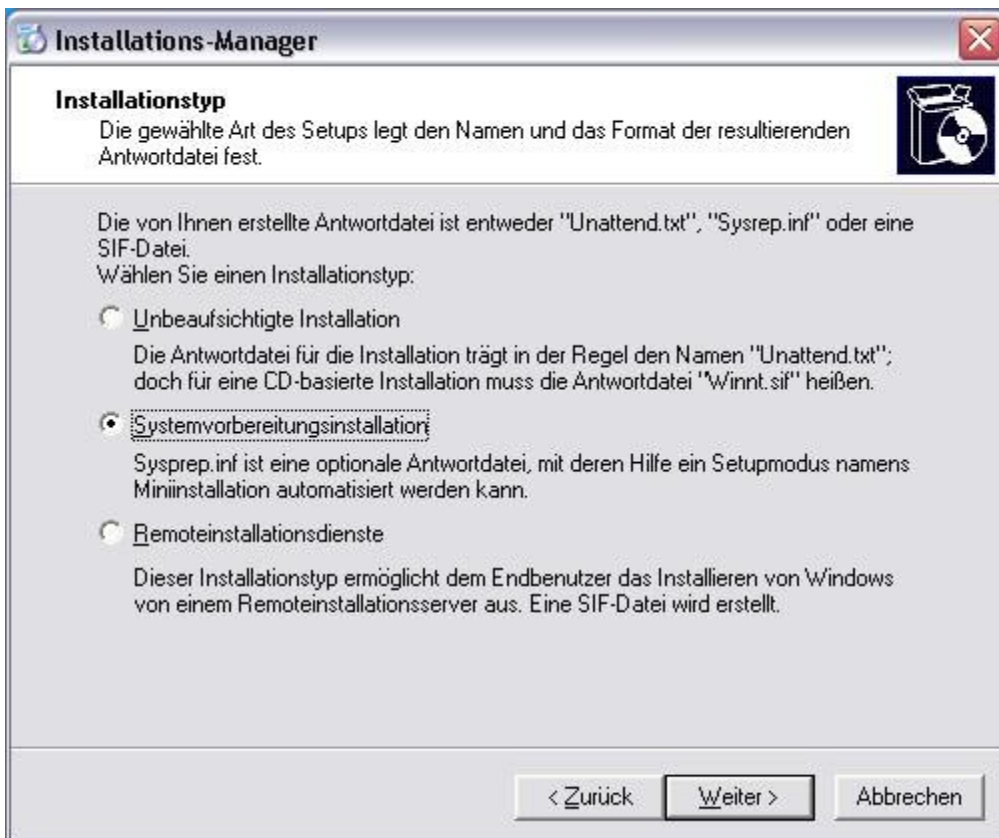 Installations-Manager
Installationstyp
Die gewählte Art des Setups legt den Namen und das Format der resultierenden
Antwortdatei fest.
Die von Ihnen erstellte Antwortdatei ist entweder "Unattend.txt", "Sysrep.inf" oder eine
SIF-Datei.
Wählen Sie einen Installationstyp:
Unbeaufsichtigte Installation
Die Antwortdatei für die Installation trägt in der Regel den Namen "Unattend.txt";
doch für eine CD-basierte Installation muss die Antwortdatei "Winnt.sif" heißen.
Systemvorbereitungsinstallation
Sysprep.inf ist eine optionale Antwortdatei, mit deren Hilfe ein Setupmodus namens
Miniinstallation automatisiert werden kann.
Remoteinstallationsdienste
Dieser Installationstyp ermöglicht dem Endbenutzer das Installieren von Windows
von einem Remoteinstallationsserver aus. Eine SIF-Datei wird erstellt.
< Zurück Weiter > Abbrechen